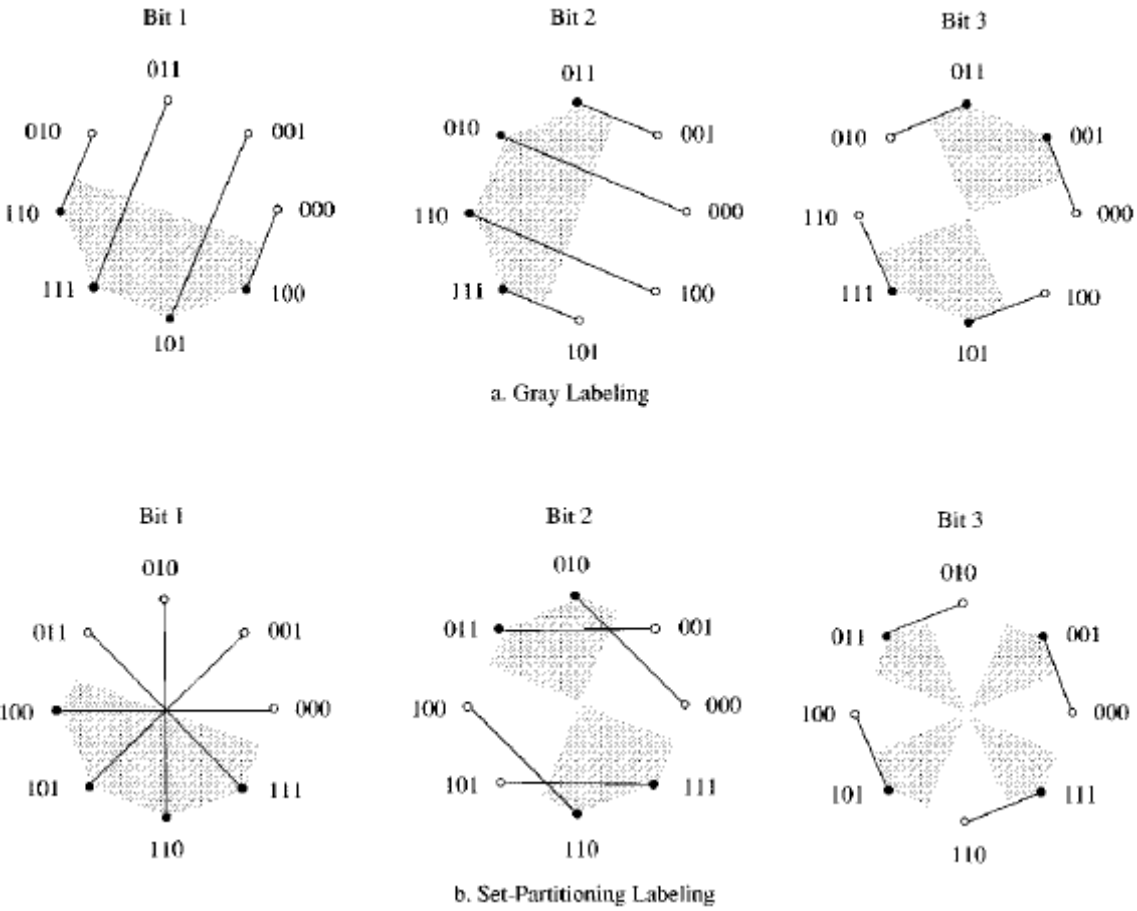 Bit 1 Bit 2 Bit 3
011 011 011
010 001 010 001 010 001
110 000 110 000 110 000
111 100 111 100 111 100
101 101 101
a. Gray Labeling
Bit 1 Bit 2 Bit 3
010 010 010
011 001 011 001 011 001
100 000 100 000 100 000
101 111 101 111 101 111
110 110 110
b. Set-Partitioning Labeling